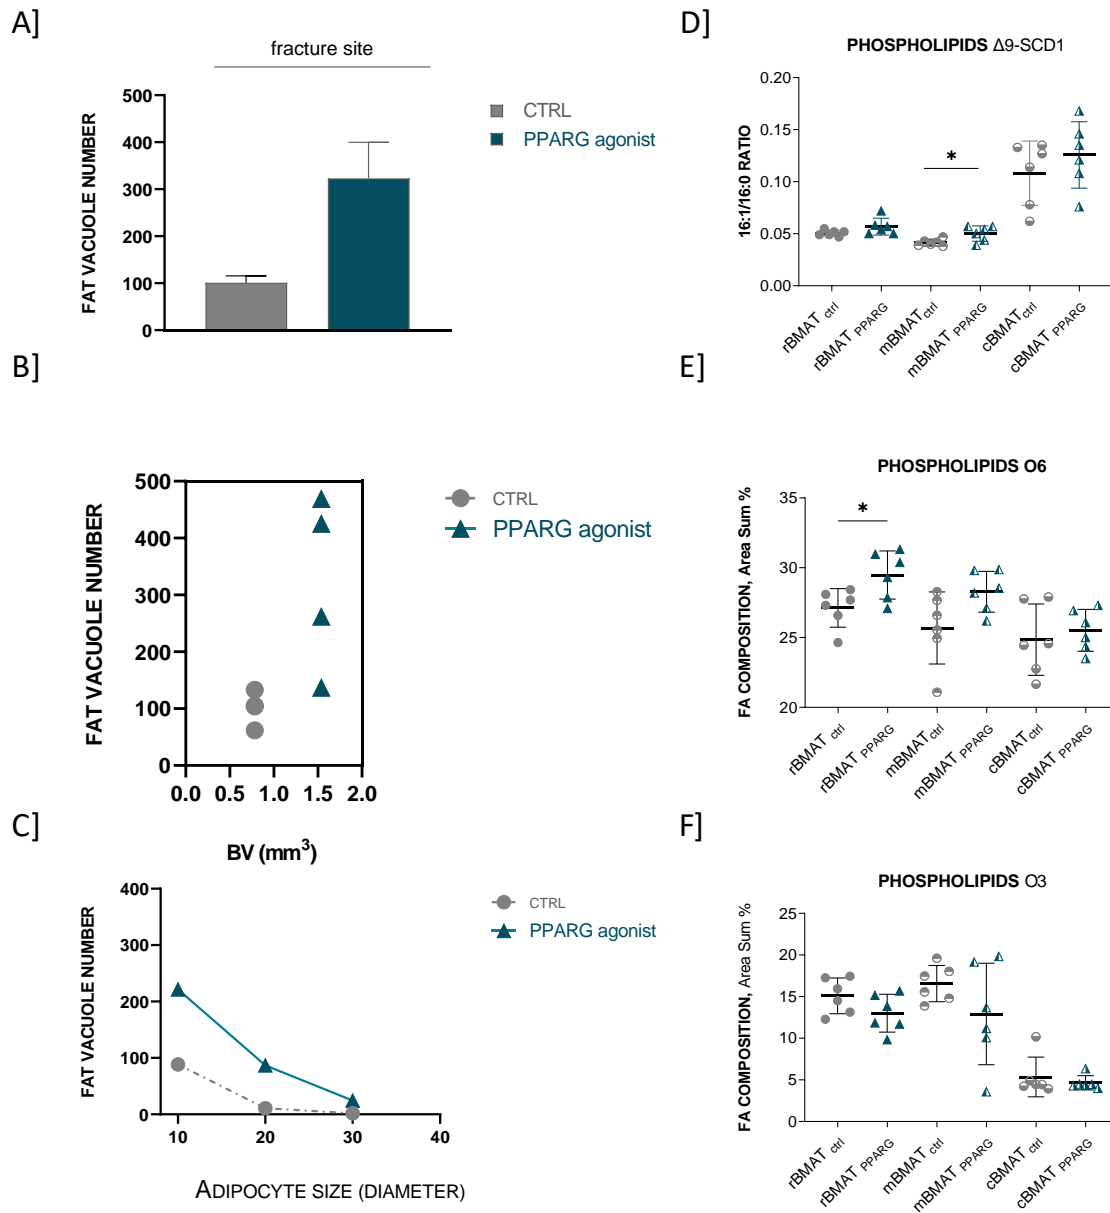 A]
fracture site
FAT VACUOLE NUMBER
500
400
300
200
100
0
CTRL
PPARG agonist
B]
FAT VACUOLE NUMBER
500
400
300
200
100
0
0.0 0.5 1.0 1.5 2.0
BV (mm³)
CTRL
PPARG agonist
C]
FAT VACUOLE NUMBER
400
300
200
100
0
10 20 30 40
ADIPOCYTE SIZE (DIAMETER)
CTRL
PPARG agonist
D]
PHOSPHOLIPIDS Δ9-SCD1
16:1/16:0 RATIO
0.20
0.15
0.10
0.05
0.00
*
rBMAT ctrl
rBMAT PPARG
mBMAT ctrl
mBMAT PPARG
cBMAT ctrl
cBMAT PPARG
E]
PHOSPHOLIPIDS O6
FA COMPOSITION, Area Sum %
35
30
25
20
*
rBMAT ctrl
rBMAT PPARG
mBMAT ctrl
mBMAT PPARG
cBMAT ctrl
cBMAT PPARG
F]
PHOSPHOLIPIDS O3
FA COMPOSITION, Area Sum %
25
20
15
10
5
0
rBMAT ctrl
rBMAT PPARG
mBMAT ctrl
mBMAT PPARG
cBMAT ctrl
cBMAT PPARG